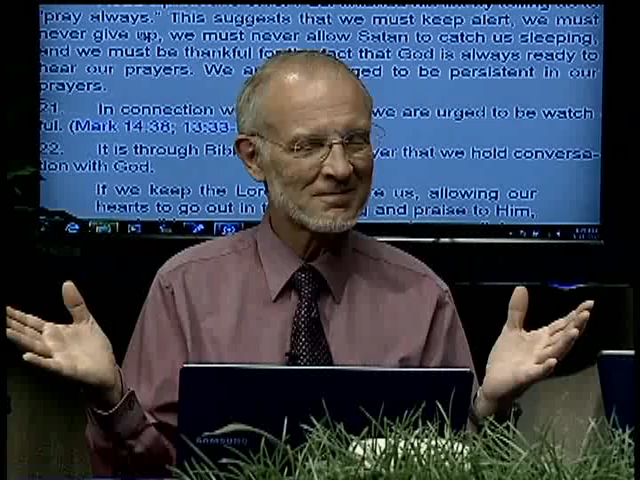 "pray always." This suggests that we must keep alert, we must
never give up, we must never allow Satan to catch us sleeping,
and we must be thankful for the fact that God is always ready to
hear our prayers. We are to be persistent in our
prayers.
21. In connection we are urged to be watch
ful. (Mark 14:38; 13:33-
22. It is through that we hold conversa-
tion with God.
If we keep the us, allowing our
hearts to go out in and praise to Him,
SAMSUNG